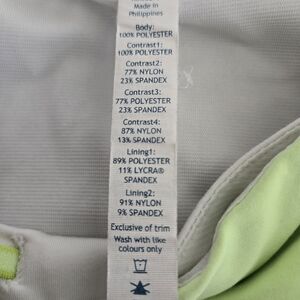 Made in
Philippines
Body:
100% POLYESTER
Contrast1:
100% POLYESTER
Contrast2:
77% NYLON
23% SPANDEX
Contrast3:
77% POLYESTER
23% SPANDEX
Contrast4:
87% NYLON
13% SPANDEX
Lining1:
89% POLYESTER
11% LYCRA®
SPANDEX
Lining2:
91% NYLON
9% SPANDEX
Exclusive of trim
Wash with like
colours only